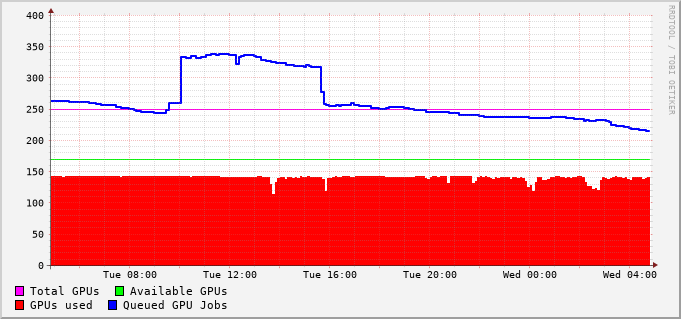 400
350
300
250
200
150
100
50
0
Tue 08:00 Tue 12:00 Tue 16:00 Tue 20:00 Wed 00:00 Wed 04:00
Total GPUs Available GPUs
GPUs used Queued GPU Jobs
RRDTOOL / TOBI OETIKER